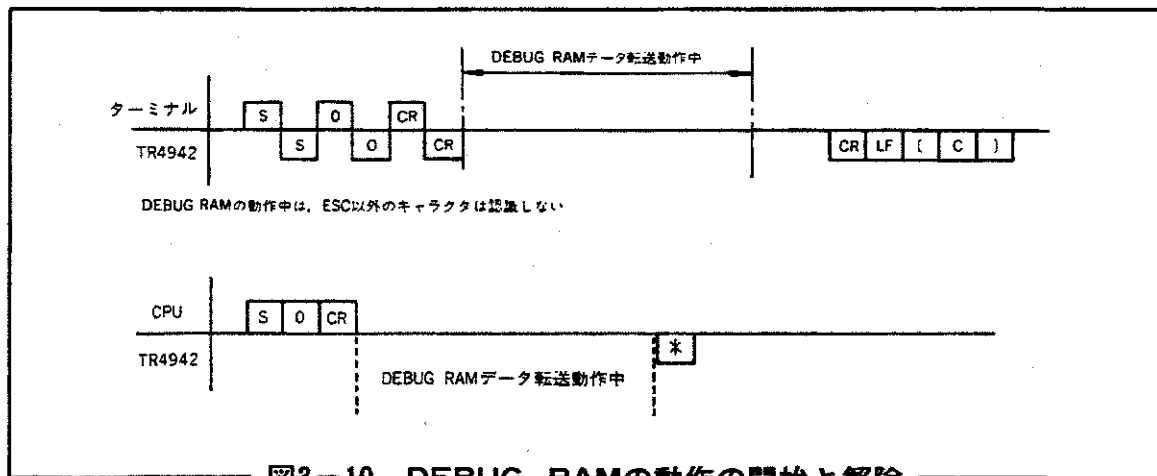 DEBUG RAMデータ転送動作中
ターミナル
S O CR
TR4942
S O CR
CR LF [ C ]
DEBUG RAMの動作中は，ESC以外のキャラクタは認識しない
CPU
S O CR
TR4942
*
DEBUG RAMデータ転送動作中
図3－10 DEBUG RAMの動作の開始と解除